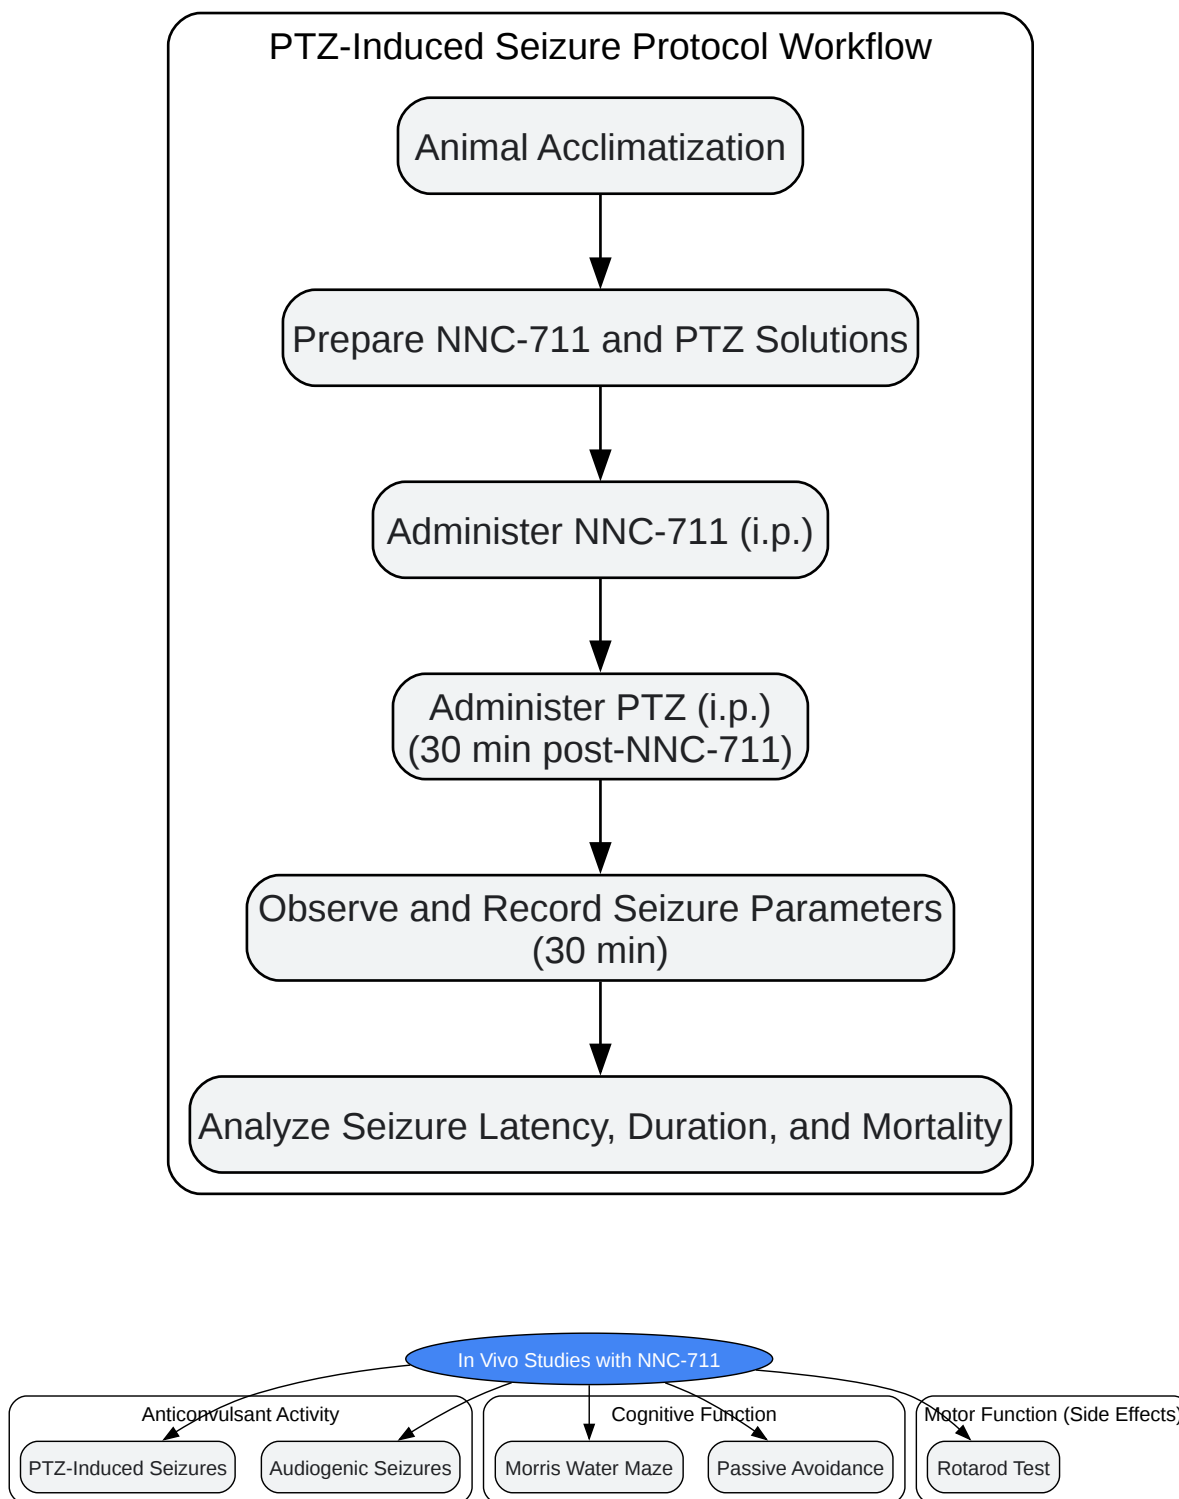 PTZ-Induced Seizure Protocol Workflow
Animal Acclimatization
Prepare NNC-711 and PTZ Solutions
Administer NNC-711 (i.p.)
Administer PTZ (i.p.)
(30 min post-NNC-711)
Observe and Record Seizure Parameters
(30 min)
Analyze Seizure Latency, Duration, and Mortality
In Vivo Studies with NNC-711
Anticonvulsant Activity
Cognitive Function
Motor Function (Side Effects)
PTZ-Induced Seizures
Audiogenic Seizures
Morris Water Maze
Passive Avoidance
Rotarod Test